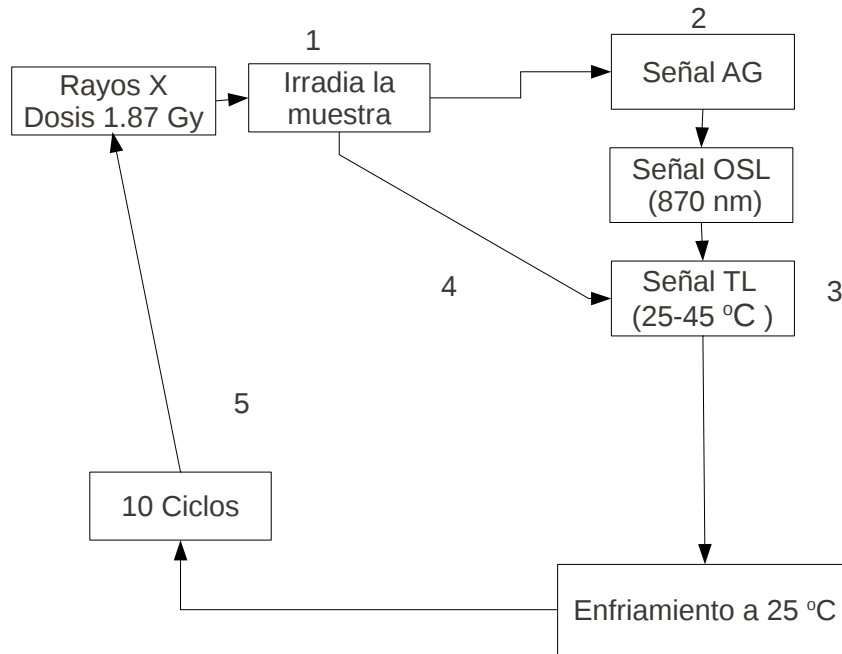 1
2
Rayos X
Dosis 1.87 Gy
Irradia la
muestra
Señal AG
Señal OSL
(870 nm)
Señal TL
(25-45 ºC )
3
4
5
10 Ciclos
Enfriamiento a 25 ºC